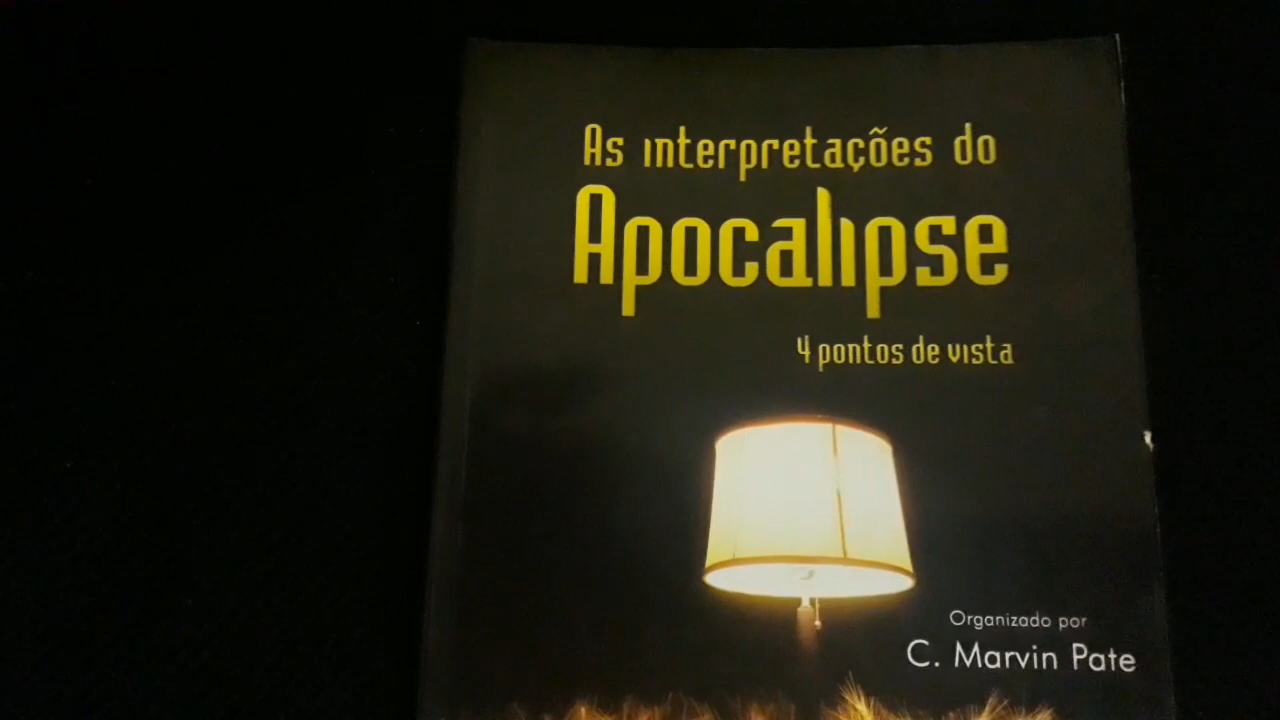 As interpretações do
Apocalipse
4 pontos de vista
Organizado por
C. Marvin Pate